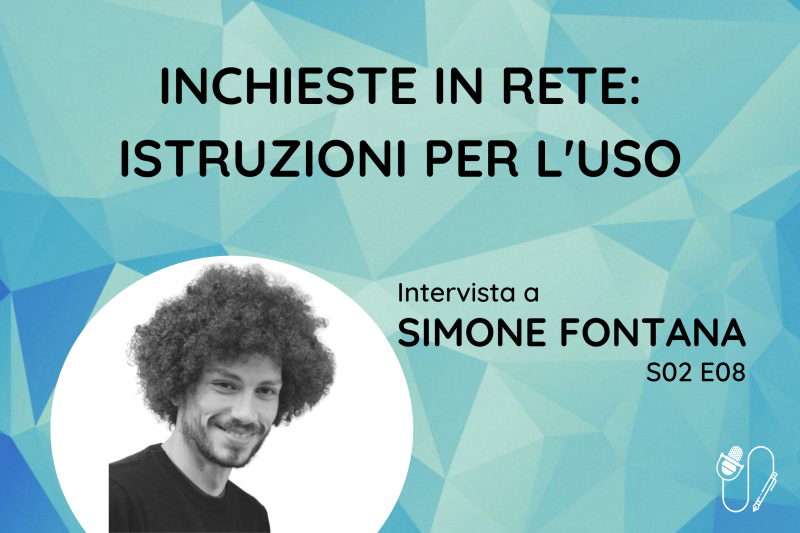 INCHIESTE IN RETE:
ISTRUZIONI PER L'USO
Intervista a
SIMONE FONTANA
S02 E08